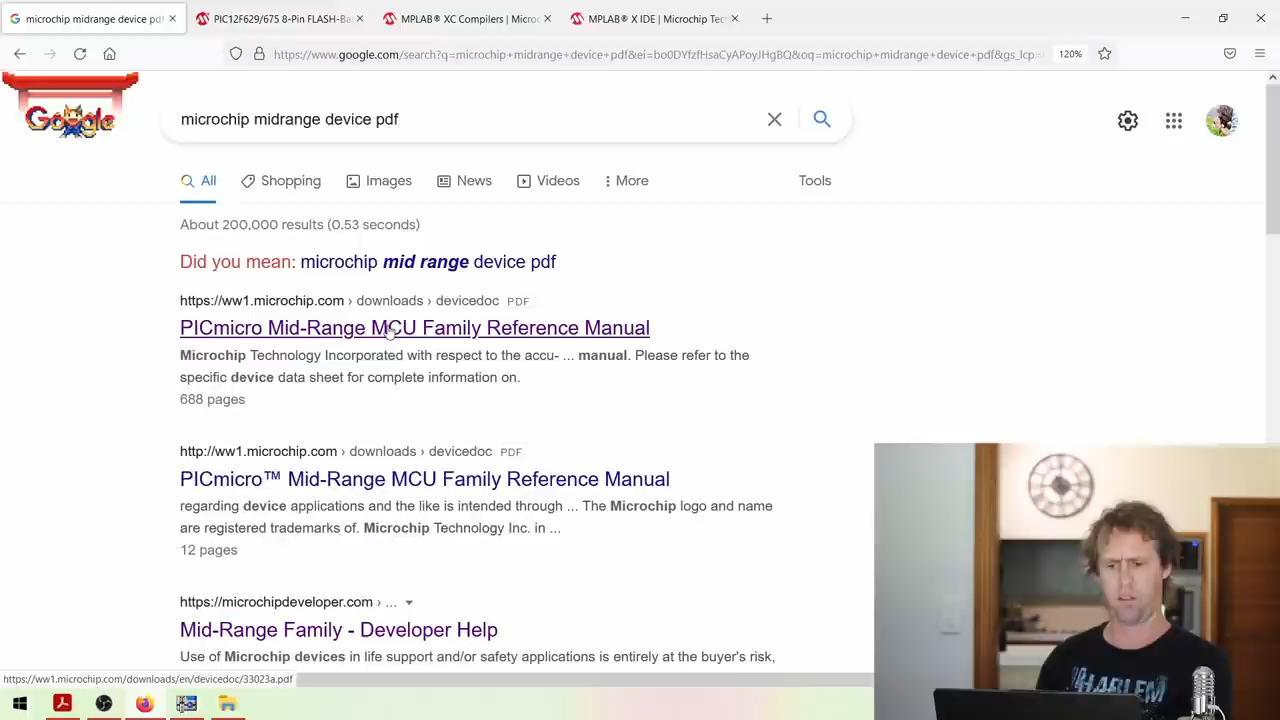 microchip midrange device pdf
PIC12F629/675 8-Pin FLASH-Ba
MPLAB® XC Compilers | Microc
MPLAB® X IDE | Microchip Tec
https://www.google.com/search?q=microchip+midrange+device+pdf&ei=bo0DYfzfHsaCyAPoyJHgBQ&oq=microchip+midrange+device+pdf&gs_lcp=
120%
Google
microchip midrange device pdf
All
Shopping
Images
News
Videos
More
Tools
About 200,000 results (0.53 seconds)
Did you mean: microchip mid range device pdf
https://ww1.microchip.com › downloads › devicedoc PDF
PICmicro Mid-Range MCU Family Reference Manual
Microchip Technology Incorporated with respect to the accu- ... manual. Please refer to the
specific device data sheet for complete information on.
688 pages
http://ww1.microchip.com › downloads › devicedoc PDF
PICmicro™ Mid-Range MCU Family Reference Manual
regarding device applications and the like is intended through ... The Microchip logo and name
are registered trademarks of. Microchip Technology Inc. in ...
12 pages
https://microchipdeveloper.com › ...
Mid-Range Family - Developer Help
Use of Microchip devices in life support and/or safety applications is entirely at the buyer's risk,
https://ww1.microchip.com/downloads/en/devicedoc/33023a.pdf
HARLEM